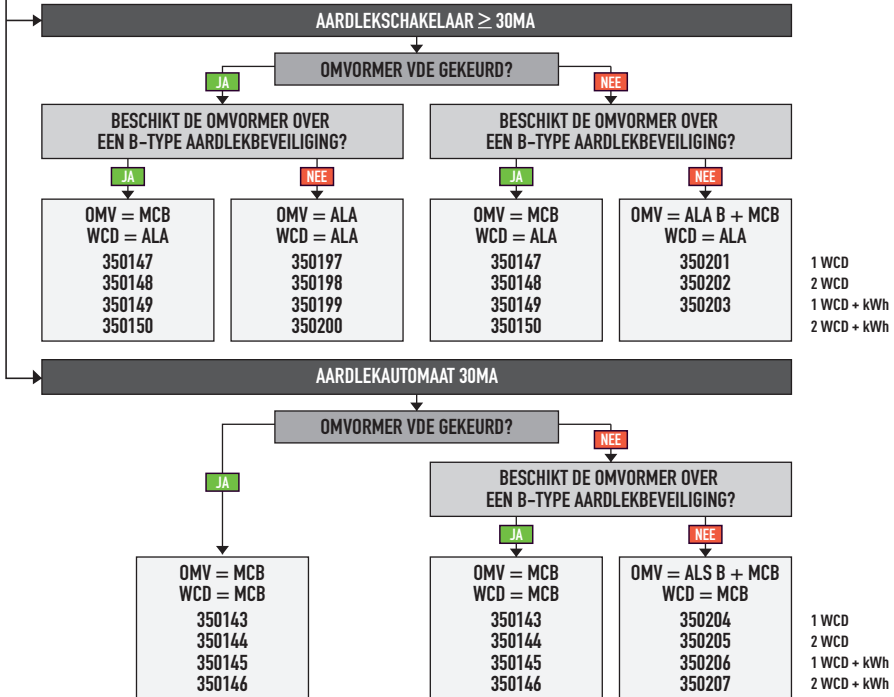 AARDLEKSCHAKELAAR ≥ 30MA
OMVORMER VDE GEKEURD?
JA
NEE
BESCHIKT DE OMVORMER OVER
EEN B-TYPE AARDLEKBEVEILIGING?
BESCHIKT DE OMVORMER OVER
EEN B-TYPE AARDLEKBEVEILIGING?
JA
NEE
JA
NEE
OMV = MCB
WCD = ALA
350147
350148
350149
350150
OMV = ALA
WCD = ALA
350197
350198
350199
350200
OMV = MCB
WCD = ALA
350147
350148
350149
350150
OMV = ALA B + MCB
WCD = ALA
350201
350202
350203
1 WCD
2 WCD
1 WCD + kWh
2 WCD + kWh
AARDLEKAUTOMAAT 30MA
OMVORMER VDE GEKEURD?
JA
NEE
BESCHIKT DE OMVORMER OVER
EEN B-TYPE AARDLEKBEVEILIGING?
JA
NEE
OMV = MCB
WCD = MCB
350143
350144
350145
350146
OMV = MCB
WCD = MCB
350143
350144
350145
350146
OMV = ALS B + MCB
WCD = MCB
350204
350205
350206
350207
1 WCD
2 WCD
1 WCD + kWh
2 WCD + kWh